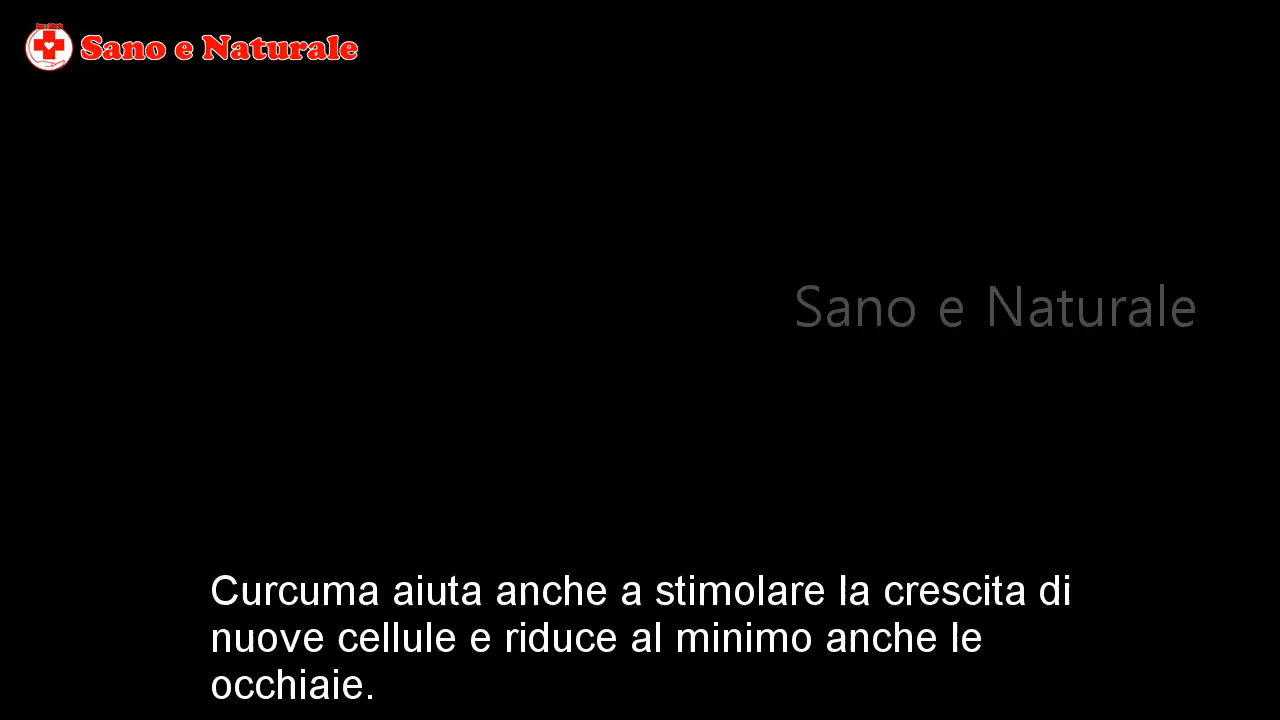 Sano e Naturale
Sano e Naturale
Curcuma aiuta anche a stimolare la crescita di
nuove cellule e riduce al minimo anche le
occhiaie.